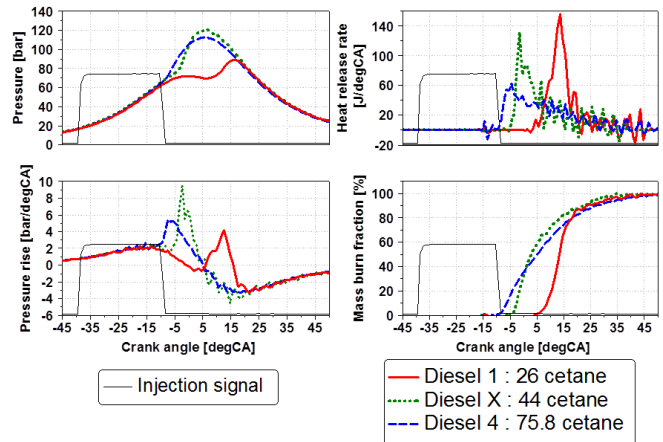 Pressure [bar]
140
120
100
80
60
40
20
0
Heat release rate
[J/degCA]
180
140
100
60
20
-20
Pressure rise [bar/degCA]
10
8
6
4
2
0
-2
-4
-6
-45 -35 -25 -15 -5 5 15 25 35 45
Crank angle [degCA]
Mass burn fraction [%]
100
80
60
40
20
0
-45 -35 -25 -15 -5 5 15 25 35 45
Crank angle [degCA]
Injection signal
Diesel 1 : 26 cetane
Diesel X : 44 cetane
Diesel 4 : 75.8 cetane